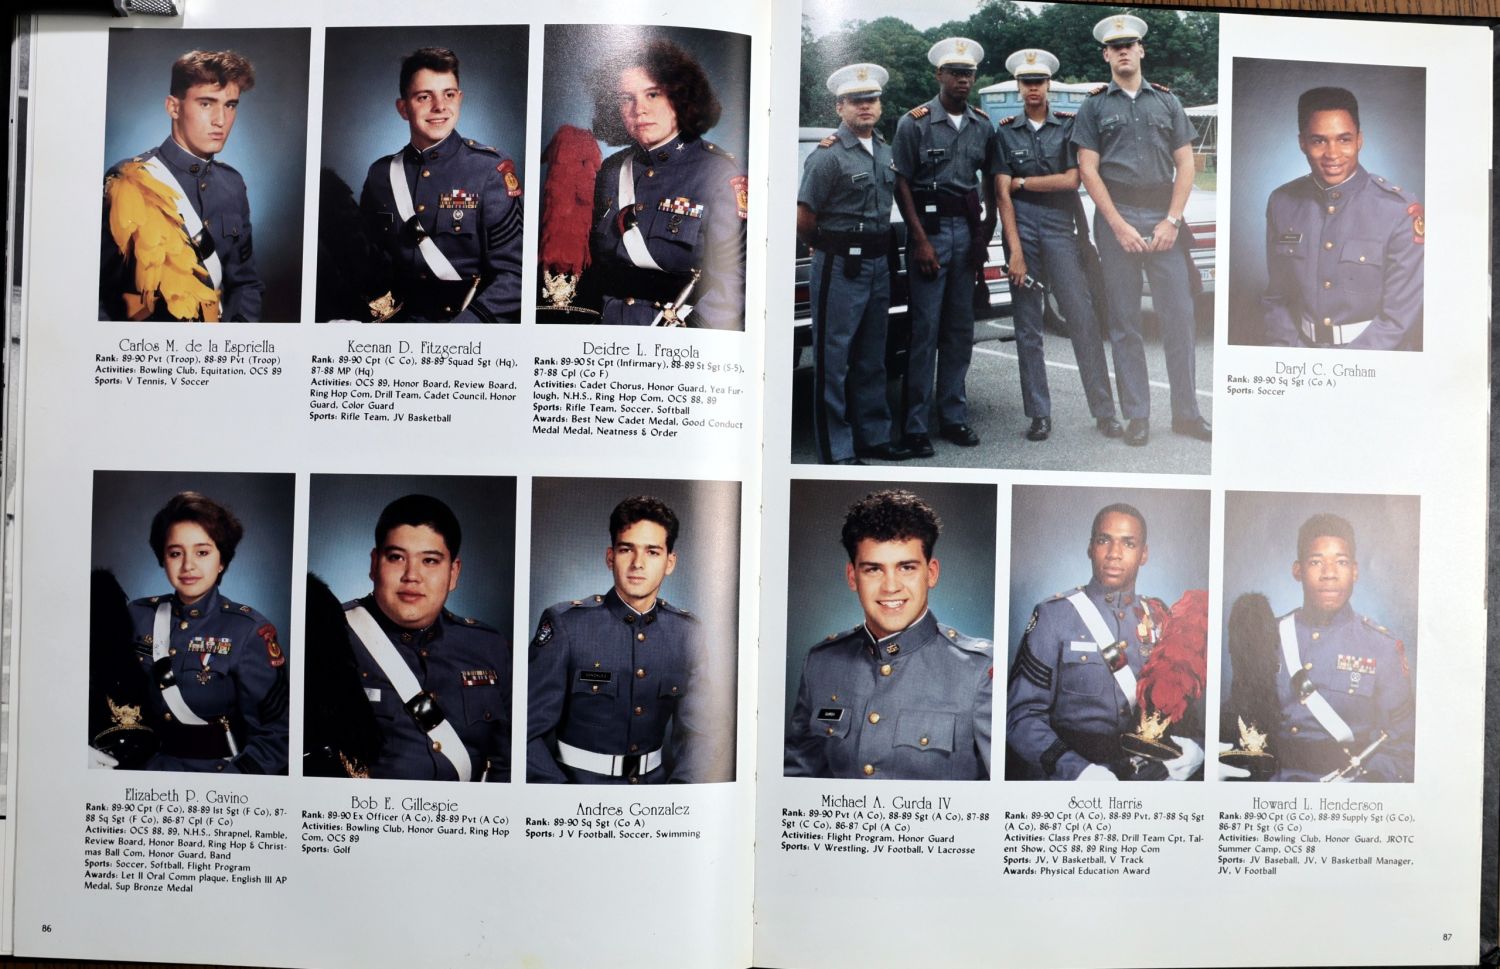 Carlos M. de la Espriella
Rank: 89-90 Pvt (Troop), 88-89 Pvt (Troop)
Activities: Bowling Club, Equitation, OCS 89
Sports: V Tennis, V Soccer
Keenan D. Fitzgerald
Rank: 89-90 Cpt (C Co), 88-89 Squad Sgt (Hq),
87-88 MP (Hq)
Activities: OCS 89, Honor Board, Review Board,
Ring Hop Com, Drill Team, Cadet Council, Honor
Guard, Color Guard
Sports: Rifle Team, JV Basketball
Deidre L. Fragola
Rank: 89-90 St Cpt (Infirmary), 88-89 St Sgt (S-5),
87-88 Cpl (Co F)
Activities: Cadet Chorus, Honor Guard, Yea Fur-
lough, N.H.S., Ring Hop Com, OCS 88, 89
Sports: Rifle Team, Soccer, Softball
Awards: Best New Cadet Medal, Good Conduct
Medal Medal, Neatness & Order
Elizabeth P. Gavino
Rank: 89-90 Cpt (F Co), 88-89 1st Sgt (F Co), 87-
88 Sq Sgt (F Co), 86-87 Cpl (F Co)
Activities: OCS 88, 89, N.H.S., Shrapnel, Ramble,
Review Board, Honor Board, Ring Hop & Christ-
mas Ball Com, Honor Guard, Band
Sports: Soccer, Softball, Flight Program
Awards: Let II Oral Comm plaque, English III AP
Medal, Sup Bronze Medal
Bob E. Gillespie
Rank: 89-90 Ex Officer (A Co), 88-89 Pvt (A Co)
Activities: Bowling Club, Honor Guard, Ring Hop
Com, OCS 89
Sports: Golf
GONZALEZ
Andres Gonzalez
Rank: 89-90 Sq Sgt (Co A)
Sports: J V Football, Soccer, Swimming
86
Daryl C. Graham
Rank: 89-90 Sq Sgt (Co A)
Sports: Soccer
GURDA
Michael A. Gurda IV
Rank: 89-90 Pvt (A Co), 88-89 Sgt (A Co), 87-88
Sgt (C Co), 86-87 Cpl (A Co)
Activities: Flight Program, Honor Guard
Sports: V Wrestling, JV Football, V Lacrosse
Scott Harris
Rank: 89-90 Cpt (A Co), 88-89 Pvt, 87-88 Sq Sgt
(A Co), 86-87 Cpl (A Co)
Activities: Class Pres 87-88, Drill Team Cpt, Tal-
ent Show, OCS 88, 89 Ring Hop Com
Sports: JV, V Basketball, V Track
Awards: Physical Education Award
Howard L. Henderson
Rank: 89-90 Cpt (G Co), 88-89 Supply Sgt (G Co),
86-87 Pt Sgt (G Co)
Activities: Bowling Club, Honor Guard, JROTC
Summer Camp, OCS 88
Sports: JV Baseball, JV, V Basketball Manager,
JV, V Football
87